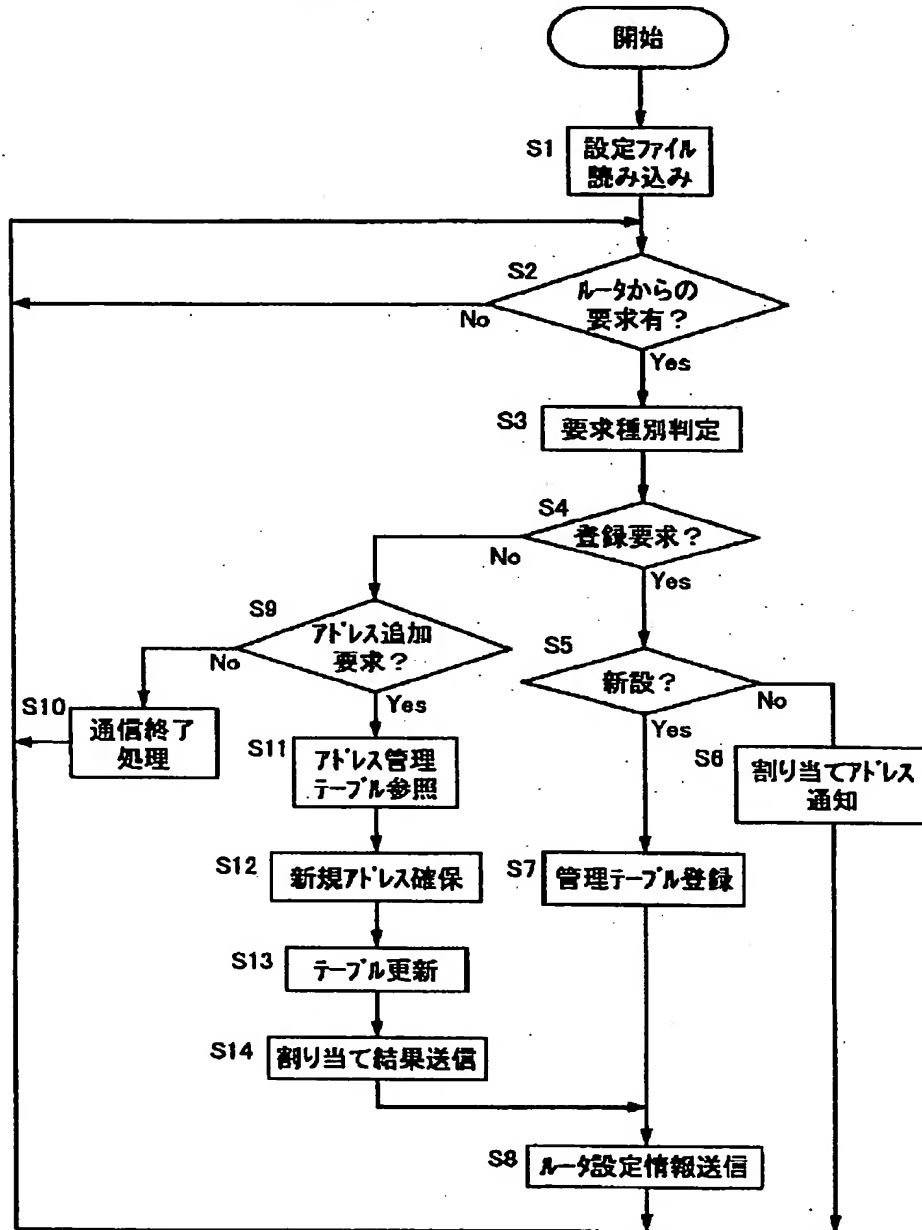 開始
S1
設定ファイル
読み込み
S2
ルータからの
要求有？
No
Yes
S3
要求種別判定
S4
登録要求？
No
Yes
S9
アドレス追加
要求？
No
Yes
S5
新設？
No
Yes
S10
通信終了
処理
S11
アドレス管理
テーブル参照
S6
割り当てアドレス
通知
S12
新規アドレス確保
S7
管理テーブル登録
S13
テーブル更新
S14
割り当て結果送信
S8
ルータ設定情報送信